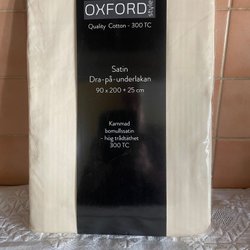 OXFORD
style
Quality Cotton - 300 TC
Satin
Dra-på-underlakan
90 x 200 + 25 cm
Kammad
bomullssatin
- hög trådtäthet
300 TC